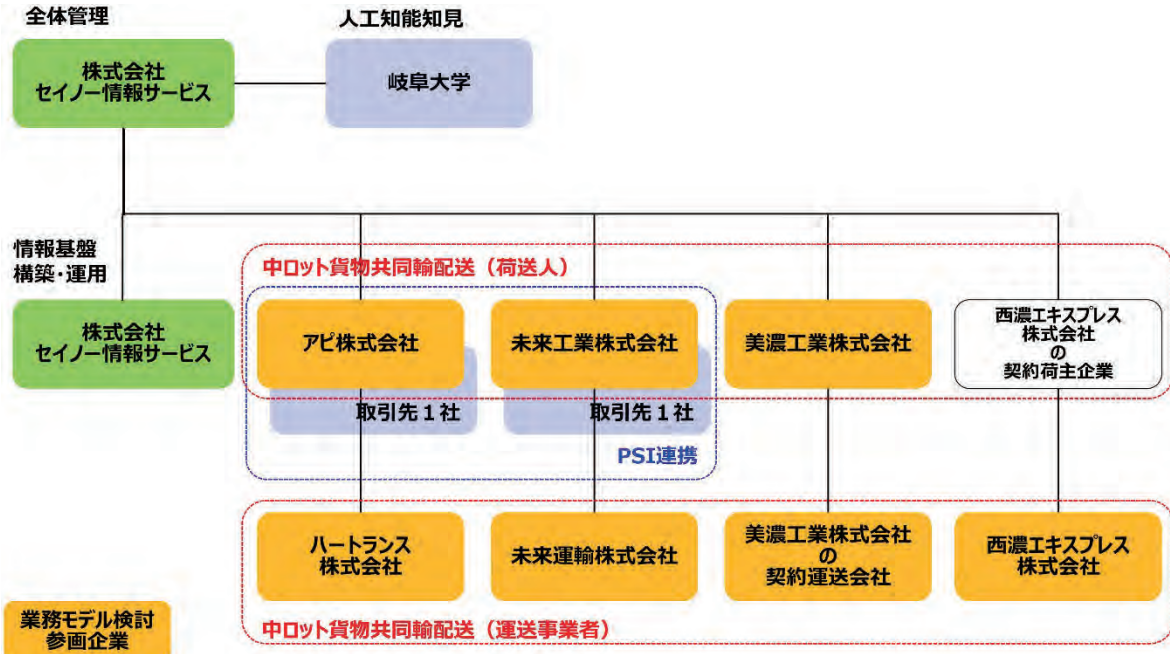 全体管理
人工知能知見
株式会社
セイノー情報サービス
岐阜大学
情報基盤
構築・運用
中ロット貨物共同輸配送（荷送人）
株式会社
セイノー情報サービス
アピ株式会社
未来工業株式会社
美濃工業株式会社
西濃エキスプレス
株式会社
の
契約荷主企業
取引先１社
取引先１社
PSI連携
ハートランス
株式会社
未来運輸株式会社
美濃工業株式会社
の
契約運送会社
西濃エキスプレス
株式会社
業務モデル検討
参画企業
中ロット貨物共同輸配送（運送事業者）